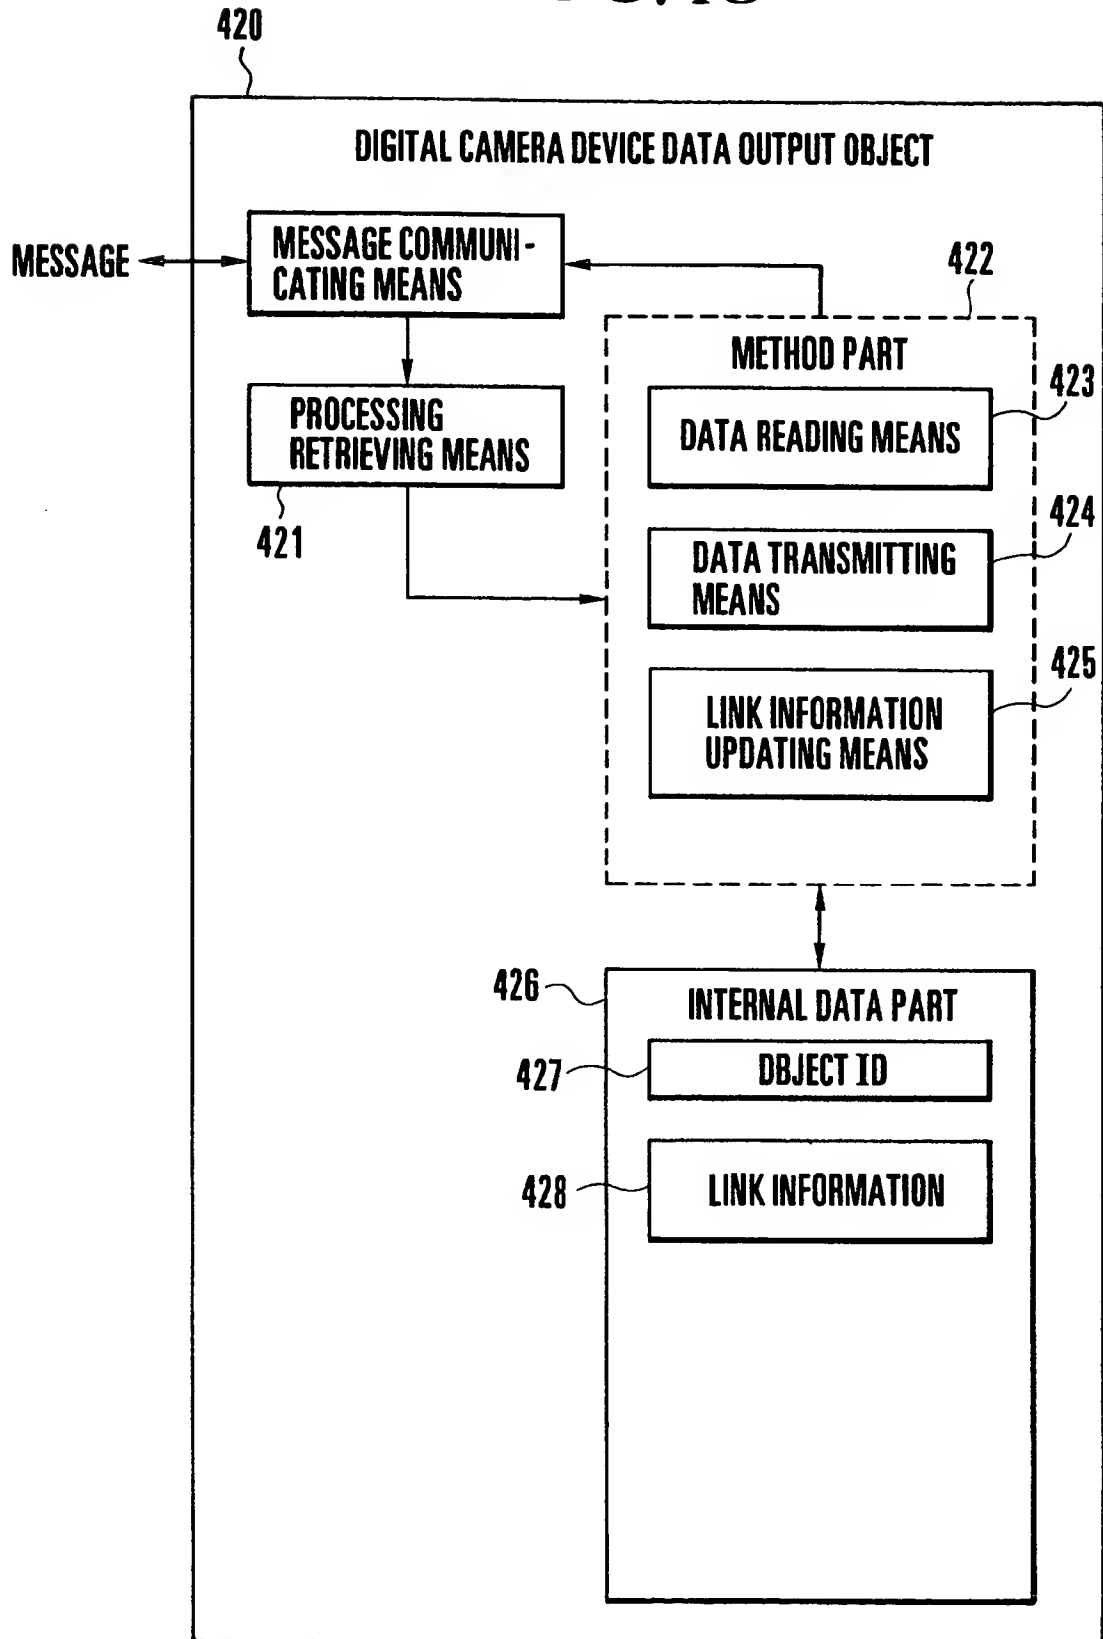 420
DIGITAL CAMERA DEVICE DATA OUTPUT OBJECT
MESSAGE
MESSAGE COMMUNI-
CATING MEANS
422
METHOD PART
PROCESSING
RETRIEVING MEANS
421
423
DATA READING MEANS
424
DATA TRANSMITTING
MEANS
425
LINK INFORMATION
UPDATING MEANS
426
INTERNAL DATA PART
427
DBJECT ID
428
LINK INFORMATION